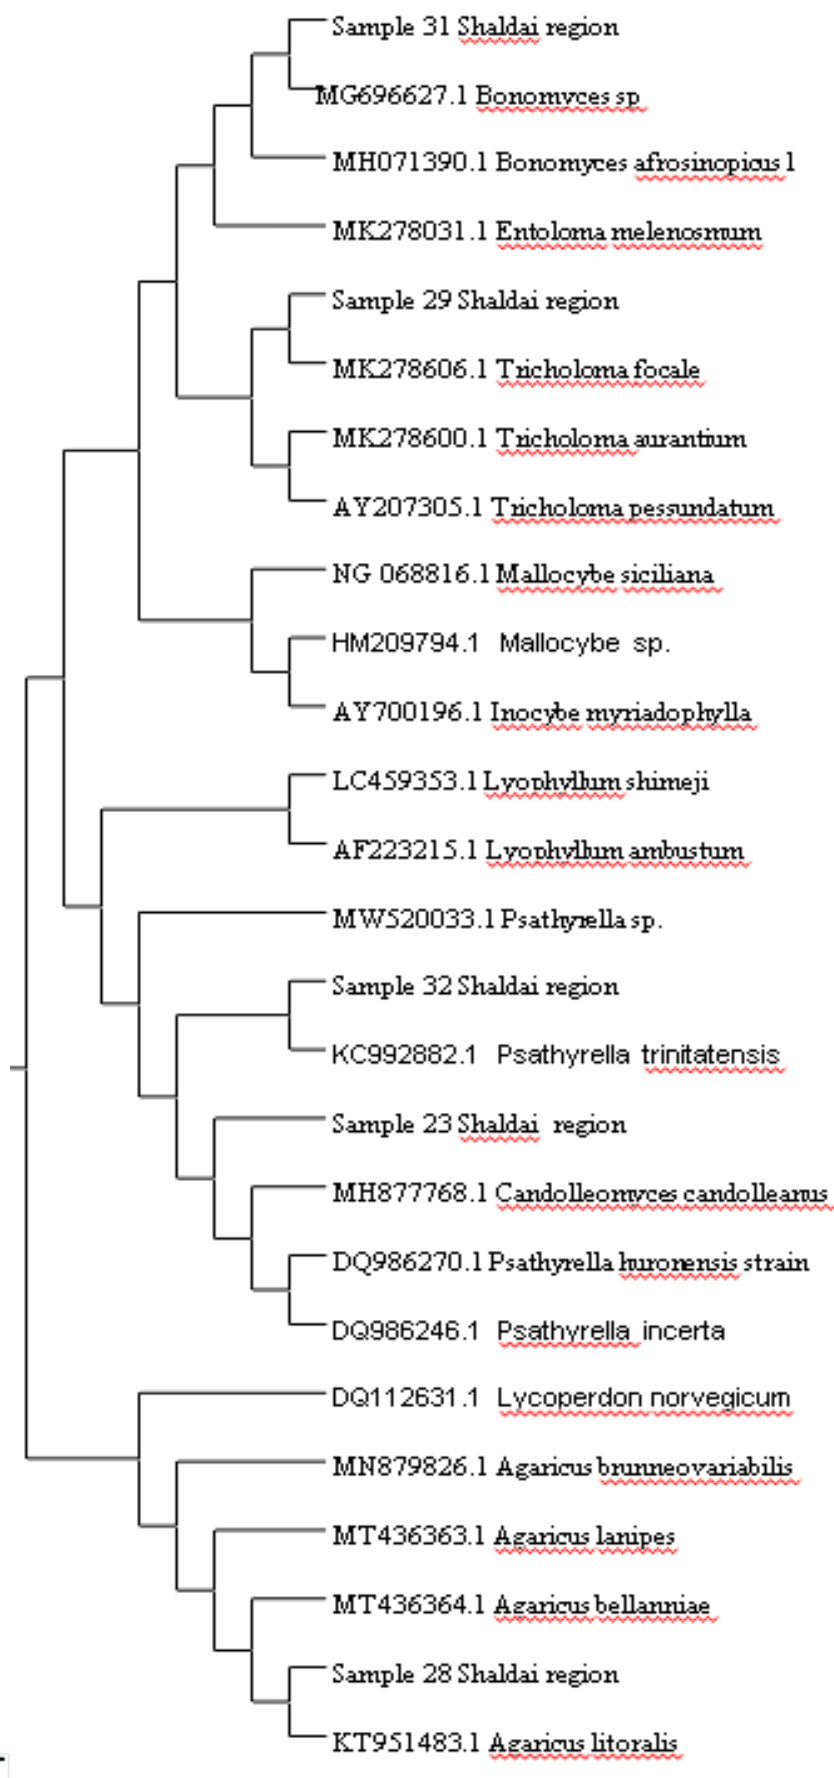 Sample 31 Shaldai region
MG696627.1 Bonomyces sp
MH071390.1 Bonomyces afrosinopicus 1
MK278031.1 Entoloma melenosmum
Sample 29 Shaldai region
MK278606.1 Tricholoma focale
MK278600.1 Tricholoma aurantium
AY207305.1 Tricholoma pessundatum
NG 068816.1 Mallocybe siciliana
HM209794.1 Mallocybe sp.
AY700196.1 Inocybe myriadophylla
LC459353.1 Lyophyllum shimeji
AF223215.1 Lyophyllum ambustum
MW520033.1 Psathyrella sp.
Sample 32 Shaldai region
KC992882.1 Psathyrella trinitatensis
Sample 23 Shaldai region
MH877768.1 Candolleomyces candolleanus
DQ986270.1 Psathyrella huronensis strain
DQ986246.1 Psathyrella incerta
DQ112631.1 Lycoperdon norvegicum
MN879826.1 Agaricus brunneovariabilis
MT436363.1 Agaricus lanipes
MT436364.1 Agaricus bellanniae
Sample 28 Shaldai region
KT951483.1 Agaricus litoralis